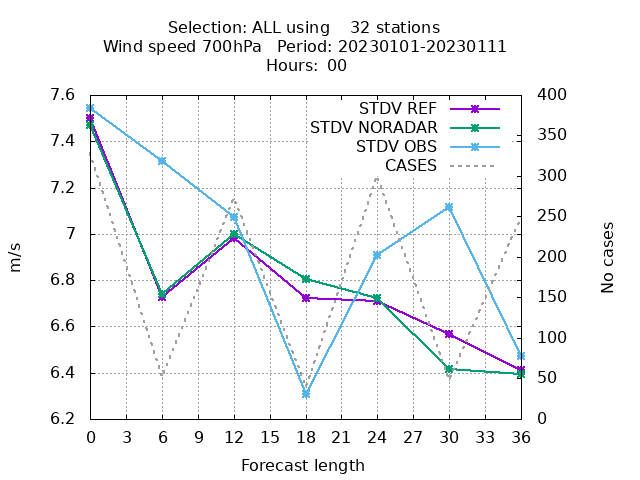 Selection: ALL using 32 stations
Wind speed 700hPa Period: 20230101-20230111
Hours: 00
STDV REF
STDV NORADAR
STDV OBS
CASES
7.6
7.4
7.2
7
6.8
6.6
6.4
6.2
m/s
400
350
300
250
200
150
100
50
0
No cases
0 3 6 9 12 15 18 21 24 27 30 33 36
Forecast length